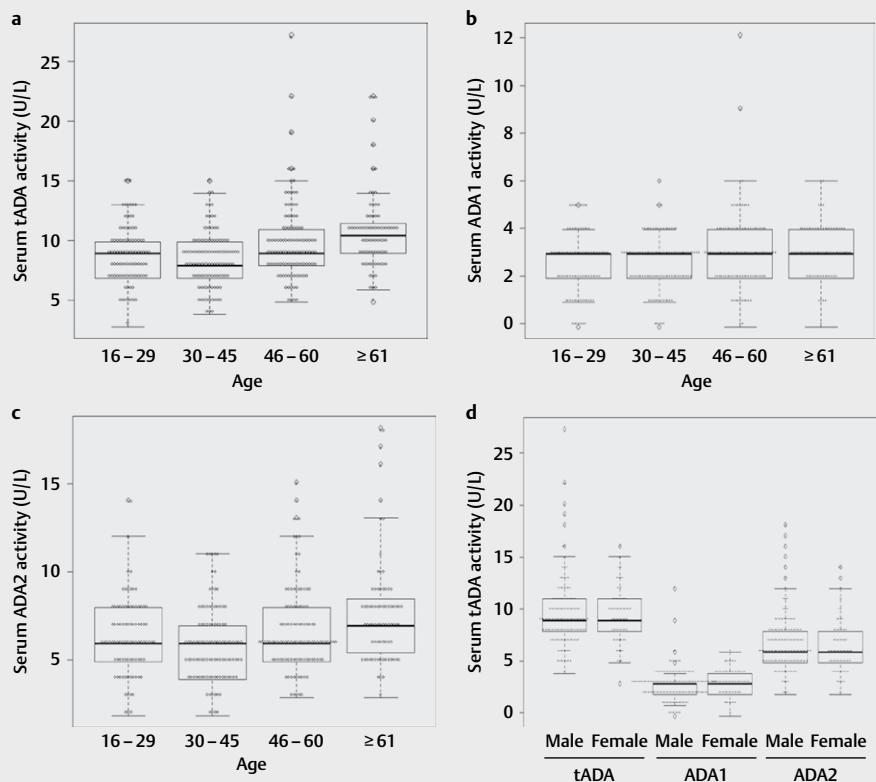 a
Serum tADA activity (U/L)
25
20
15
10
5
16 – 29 30 – 45 46 – 60 ≥ 61
Age
b
Serum ADA1 activity (U/L)
12
10
8
6
4
2
0
16 – 29 30 – 45 46 – 60 ≥ 61
Age
c
Serum ADA2 activity (U/L)
15
10
5
16 – 29 30 – 45 46 – 60 ≥ 61
Age
d
Serum tADA activity (U/L)
25
20
15
10
5
0
Male Female Male Female Male Female
tADA ADA1 ADA2